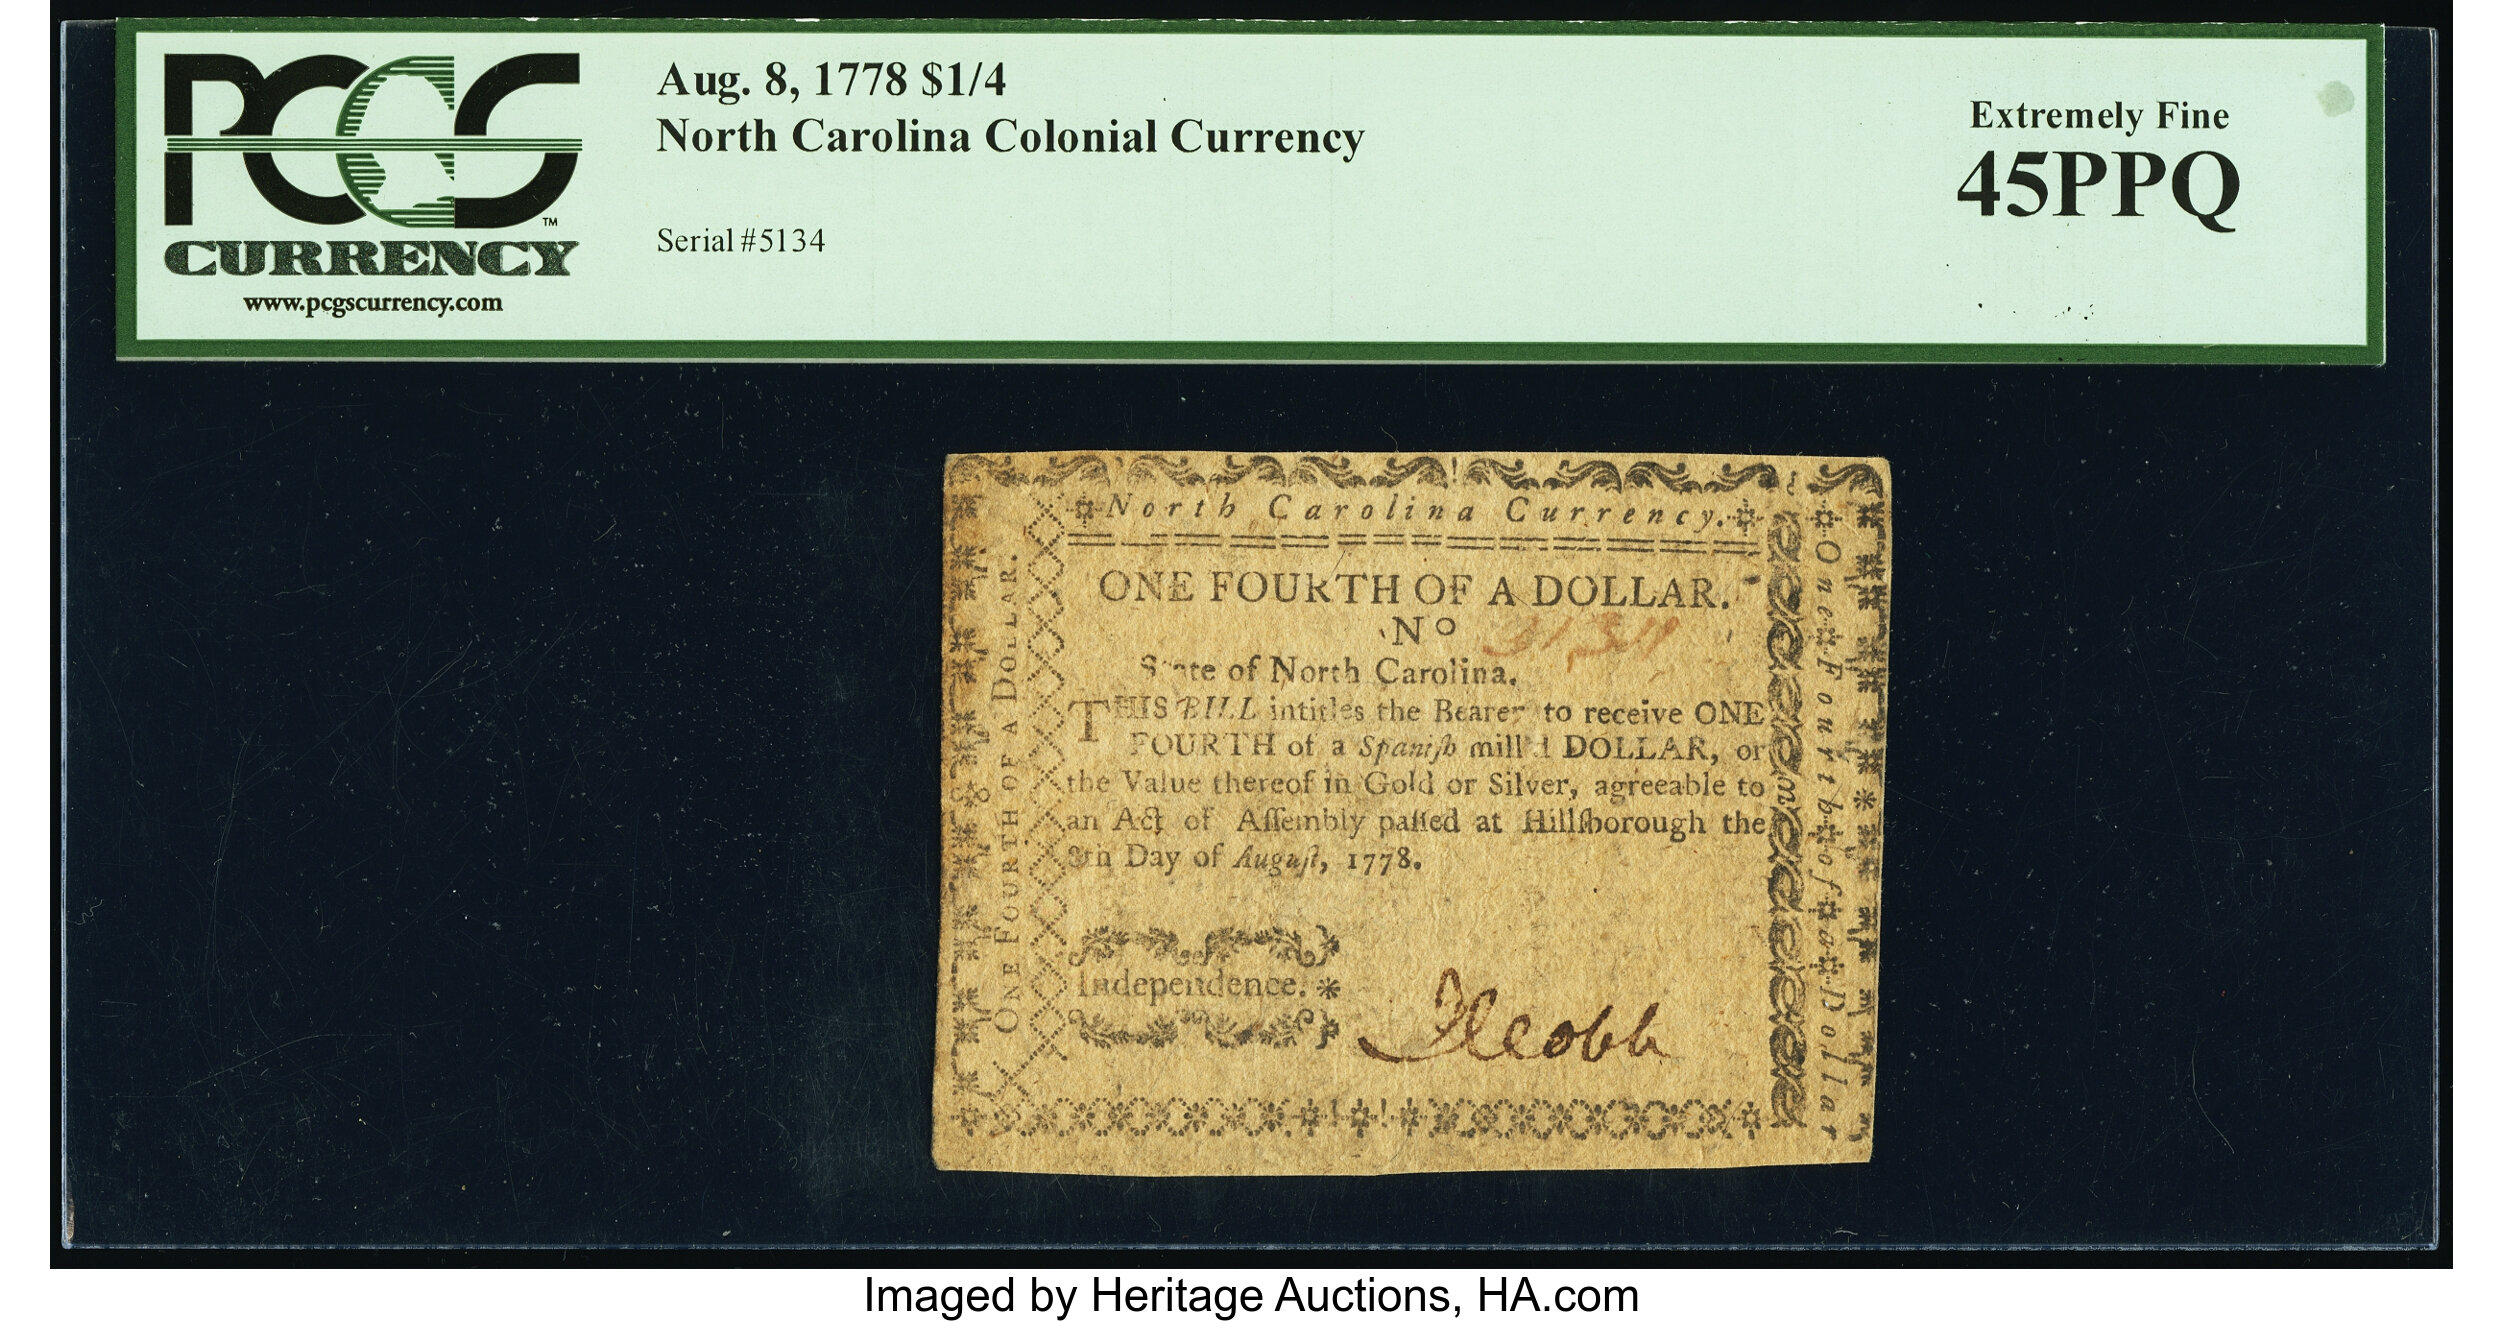 PCGS
CURRENCY
™
www.pcgscurrency.com
Aug. 8, 1778 $1/4
North Carolina Colonial Currency
Serial #5134
Extremely Fine
45PPQ
North Carolina Currency.
ONE FOURTH OF A DOLLAR.
No 5134
State of North Carolina.
THIS BILL intitles the Bearer to receive ONE
FOURTH of a Spaniſh mill'd DOLLAR, or
the Value thereof in Gold or Silver, agreeable to
an Act of Aſſembly paſſed at Hillſborough the
8th Day of Auguſt, 1778.
Independence.
ONE FOURTH OF A DOLLAR.
One Fourth of a Dollar
Cobb
Imaged by Heritage Auctions, HA.com